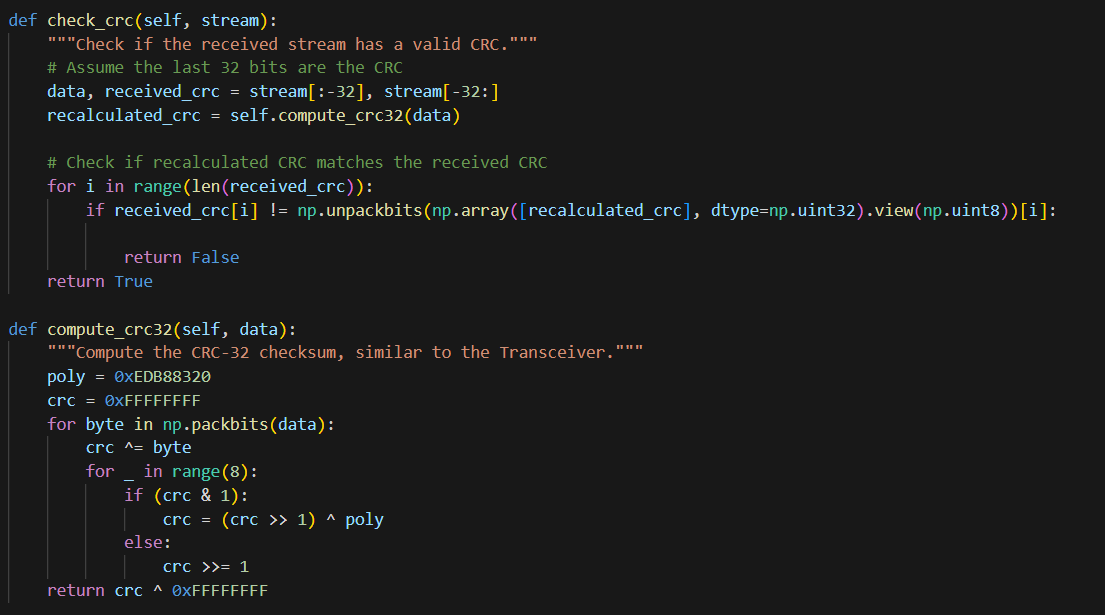 def check_crc(self, stream):
    """Check if the received stream has a valid CRC."""
    # Assume the last 32 bits are the CRC
    data, received_crc = stream[:-32], stream[-32:]
    recalculated_crc = self.compute_crc32(data)

    # Check if recalculated CRC matches the received CRC
    for i in range(len(received_crc)):
        if received_crc[i] != np.unpackbits(np.array([recalculated_crc], dtype=np.uint32).view(np.uint8))[i]:

            return False
    return True

def compute_crc32(self, data):
    """Compute the CRC-32 checksum, similar to the Transceiver."""
    poly = 0xEDB88320
    crc = 0xFFFFFFFF
    for byte in np.packbits(data):
        crc ^= byte
        for _ in range(8):
            if (crc & 1):
                crc = (crc >> 1) ^ poly
            else:
                crc >>= 1
    return crc ^ 0xFFFFFFFF